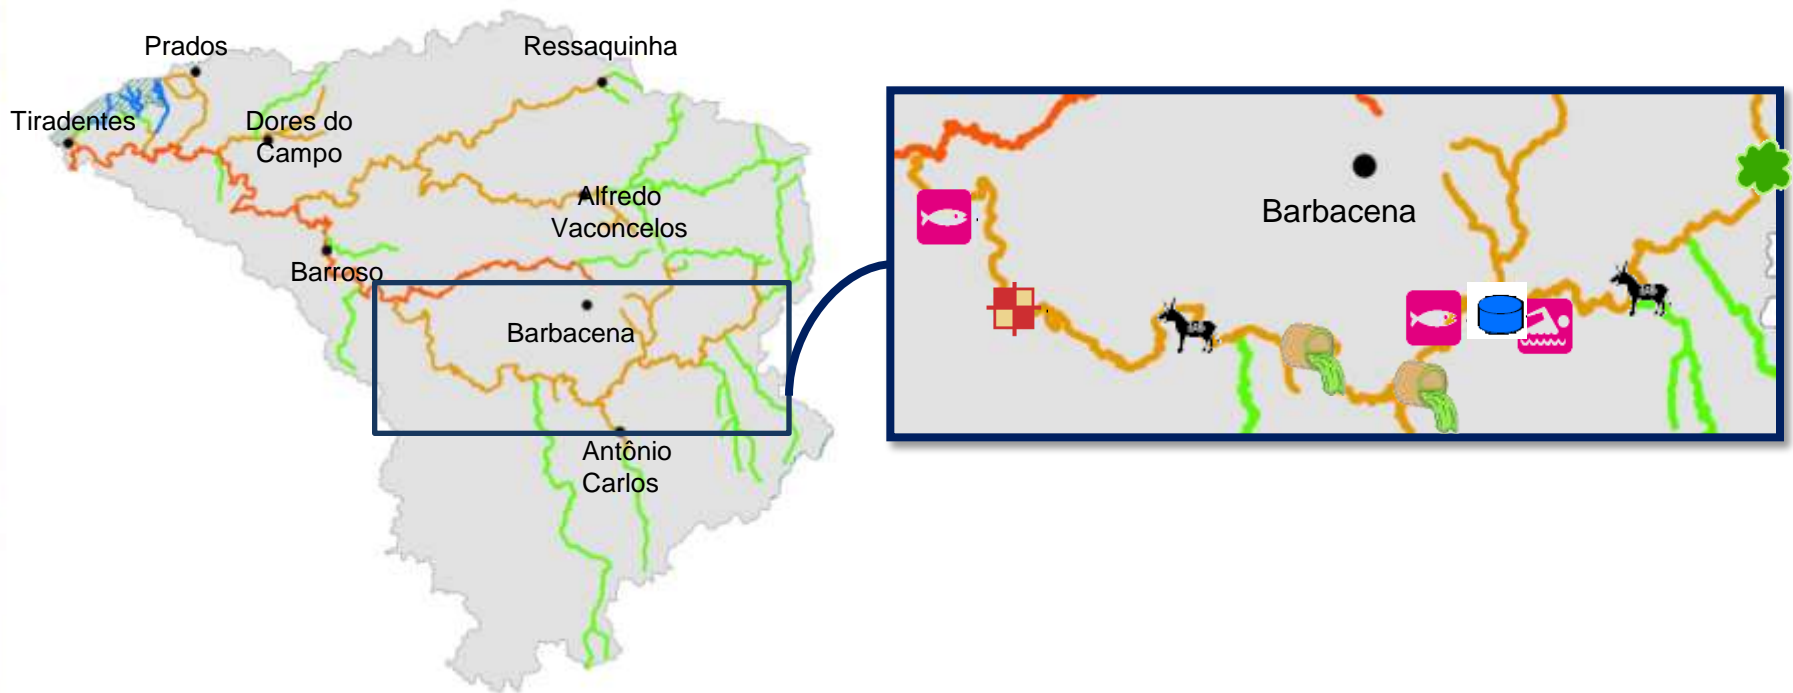 Prados
Ressaquinha
Tiradentes
Dores do
Campo
Alfredo
Vaconcelos
Barroso
Barbacena
Antônio
Carlos
Barbacena